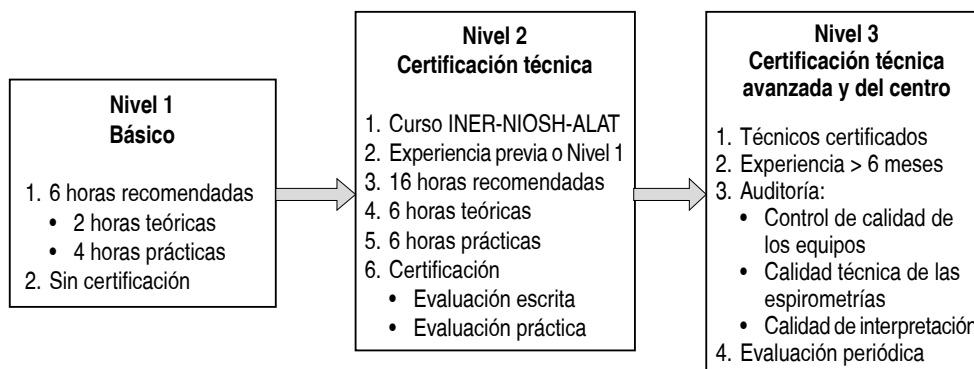 Nivel 1
Básico
1. 6 horas recomendadas
• 2 horas teóricas
• 4 horas prácticas
2. Sin certificación
Nivel 2
Certificación técnica
1. Curso INER-NIOSH-ALAT
2. Experiencia previa o Nivel 1
3. 16 horas recomendadas
4. 6 horas teóricas
5. 6 horas prácticas
6. Certificación
• Evaluación escrita
• Evaluación práctica
Nivel 3
Certificación técnica
avanzada y del centro
1. Técnicos certificados
2. Experiencia > 6 meses
3. Auditoría:
• Control de calidad de
los equipos
• Calidad técnica de las
espirometrías
• Calidad de interpretación
4. Evaluación periódica